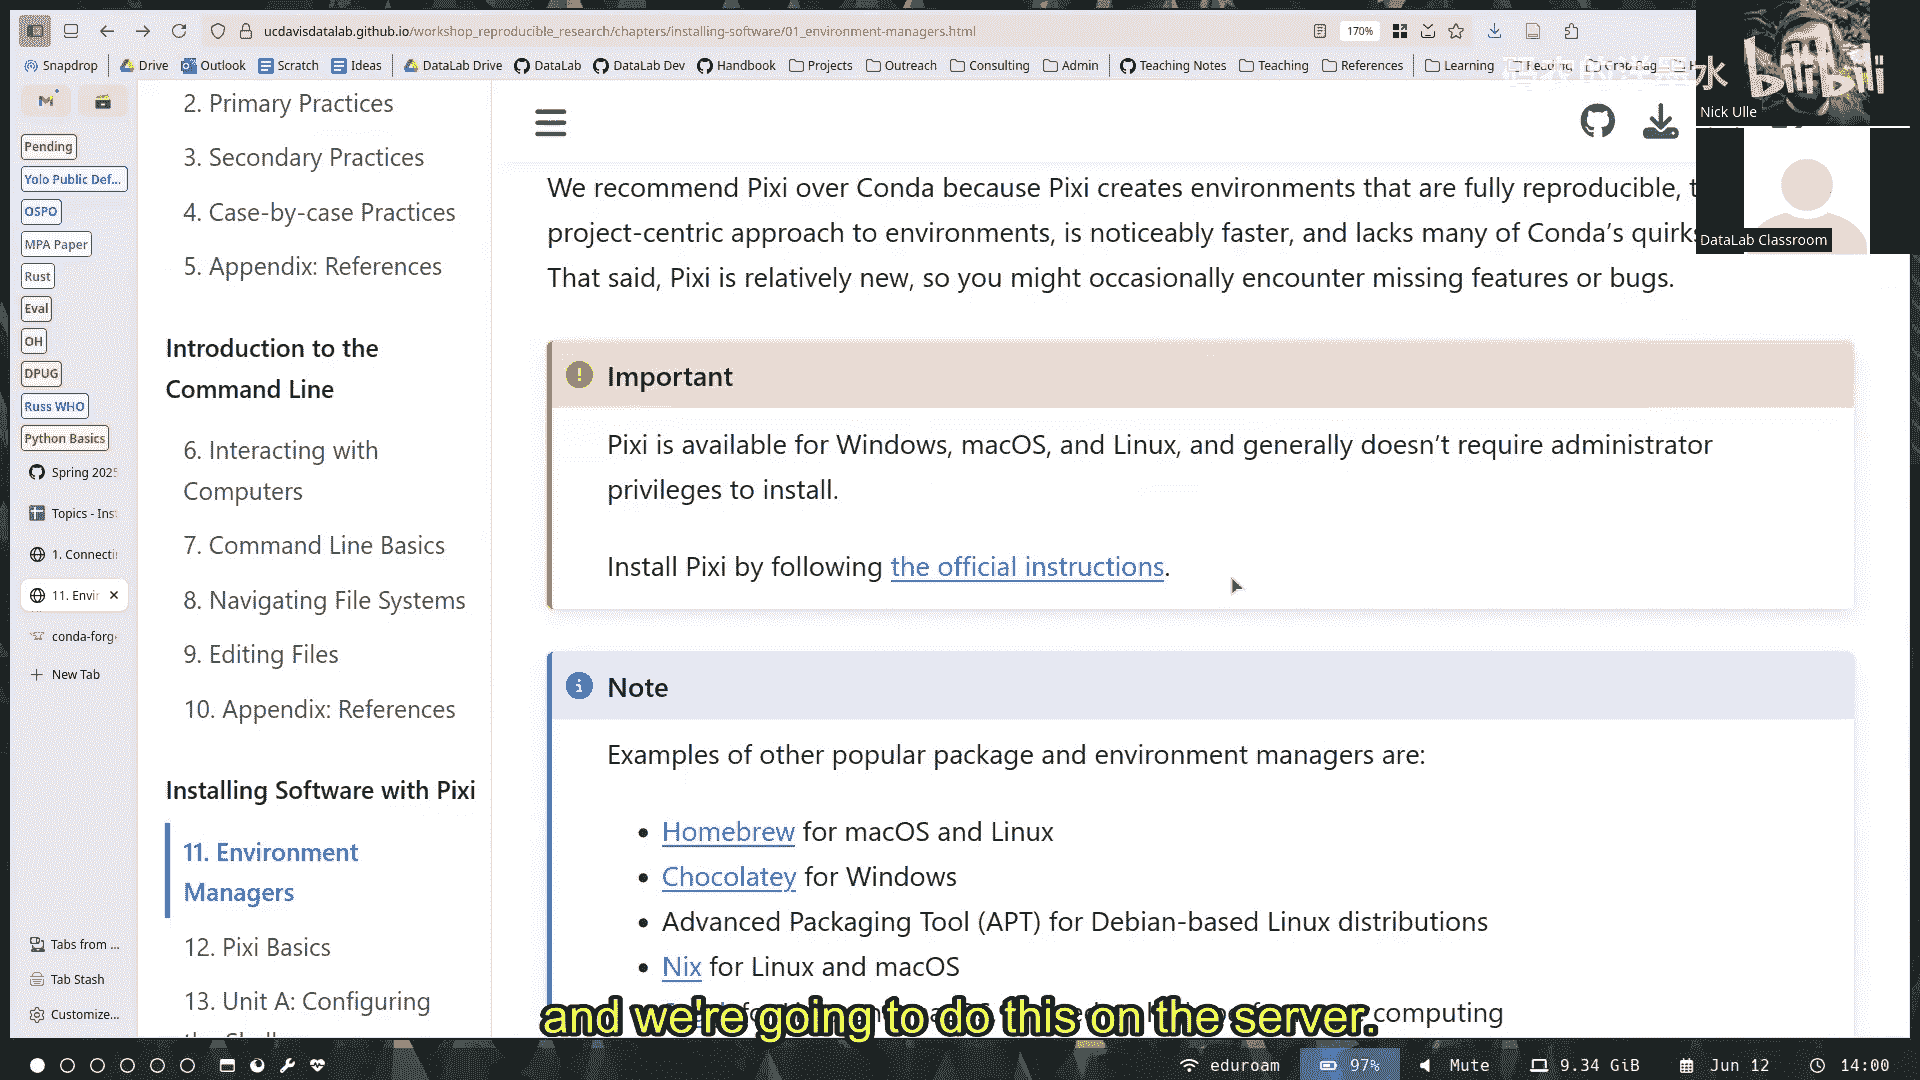 ucdavisdatalab.github.io/workshop_reproducible_research/chapters/installing-software/01_environment-managers.html
170%
Snapdrop
Drive
Outlook
Scratch
Ideas
DataLab Drive
DataLab
DataLab Dev
Handbook
Projects
Outreach
Consulting
Admin
Teaching Notes
Teaching
References
Learning
bilibili
Nick Ulle
DataLab Classroom
Pending
Yolo Public Def...
OSPO
MPA Paper
Rust
Eval
OH
DPUG
Russ WHO
Python Basics
Spring 2025
Topics - Ins
1. Connecti
11. Envir
conda-forg
New Tab
Tabs from ...
Tab Stash
Customize...
2. Primary Practices
3. Secondary Practices
4. Case-by-case Practices
5. Appendix: References
Introduction to the
Command Line
6. Interacting with
Computers
7. Command Line Basics
8. Navigating File Systems
9. Editing Files
10. Appendix: References
Installing Software with Pixi
11. Environment
Managers
12. Pixi Basics
13. Unit A: Configuring
We recommend Pixi over Conda because Pixi creates environments that are fully reproducible,
project-centric approach to environments, is noticeably faster, and lacks many of Conda's quirks
That said, Pixi is relatively new, so you might occasionally encounter missing features or bugs.
Important
Pixi is available for Windows, macOS, and Linux, and generally doesn't require administrator
privileges to install.
Install Pixi by following the official instructions.
Note
Examples of other popular package and environment managers are:
• Homebrew for macOS and Linux
• Chocolatey for Windows
• Advanced Packaging Tool (APT) for Debian-based Linux distributions
• Nix for Linux and macOS
computing
and we're going to do this on the server.
eduroam
97%
Mute
9.34 GiB
Jun 12
14:00